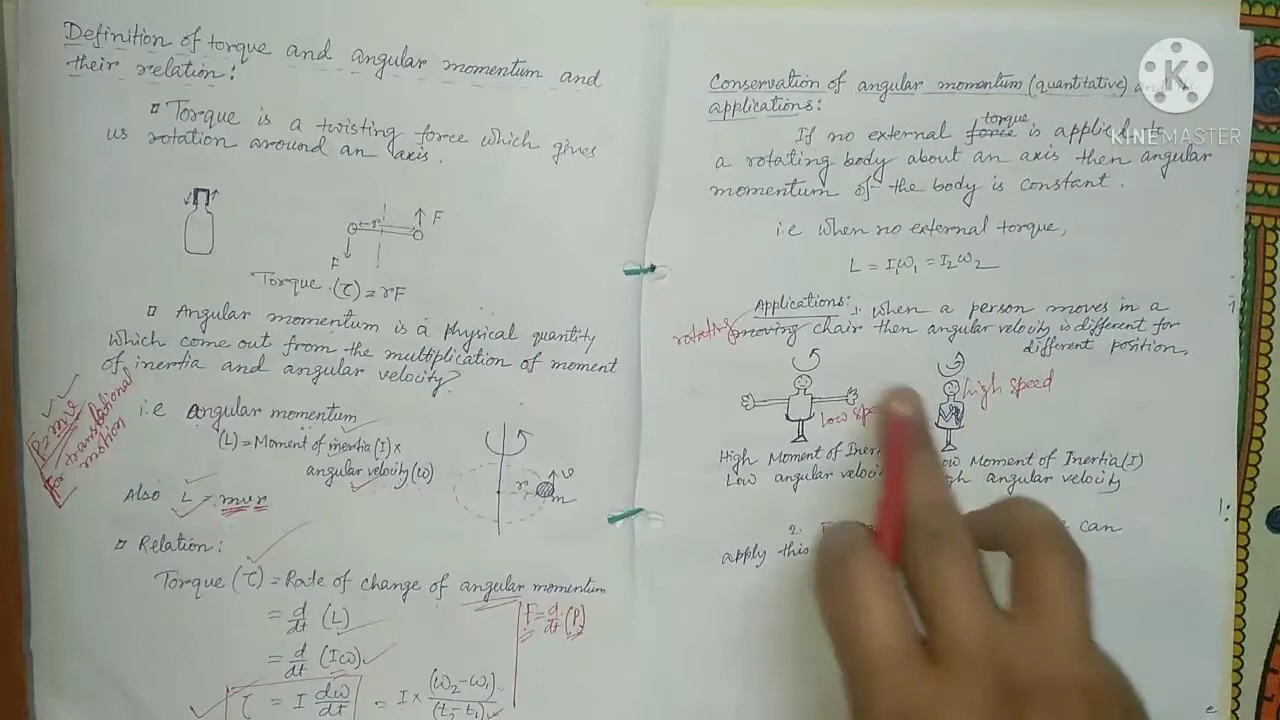 Definition of torque and angular momentum and
their relation:
Torque is a twisting force which gives
us rotation around an axis.
r
F
F
Torque (τ) = rF
Angular momentum is a physical quantity
which come out from the multiplication of moment
of inertia and angular velocity?
P = mv
For translational
motion
i.e angular momentum
(L) = Moment of inertia (I) ×
angular velocity (ω)
r
v
m
Also L = mvr
Relation:
Torque (τ) = Rate of change of angular momentum
= d/dt (L)
= d/dt (Iω)
F = d/dt (P)
τ = I dω/dt = I × (ω2-ω1)/(t2-t1)
Conservation of angular momentum (quantitative)
applications:
torque
If no external force is applied to
a rotating body about an axis then angular
momentum of the body is constant.
i.e when no external torque,
L = I1ω1 = I2ω2
Applications: 1. When a person moves in a
rotating moving chair then angular velocity is different for
different position.
Low
high speed
High Moment of
Moment of Inertia (I)
Low angular
angular velocity
2. can
apply this
K
KINEMASTER